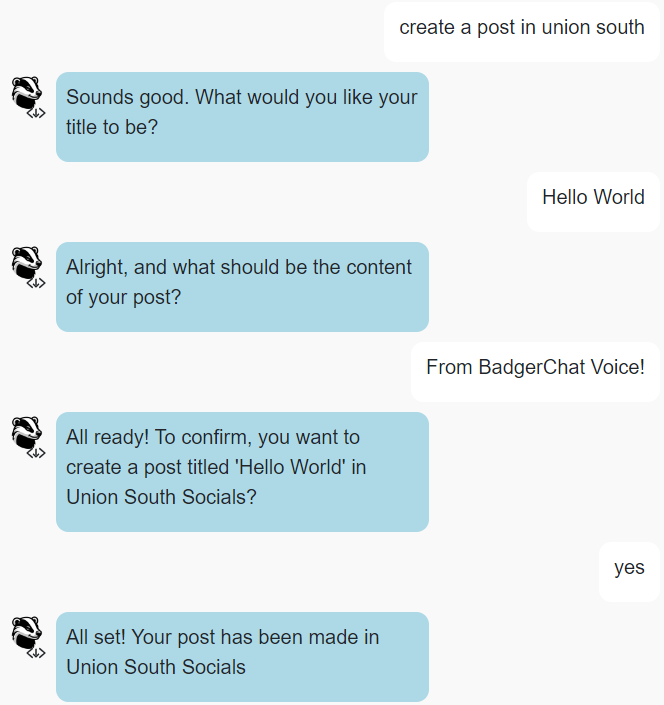 create a post in union south
Sounds good. What would you like your
title to be?
Hello World
Alright, and what should be the content
of your post?
From BadgerChat Voice!
All ready! To confirm, you want to
create a post titled 'Hello World' in
Union South Socials?
yes
All set! Your post has been made in
Union South Socials